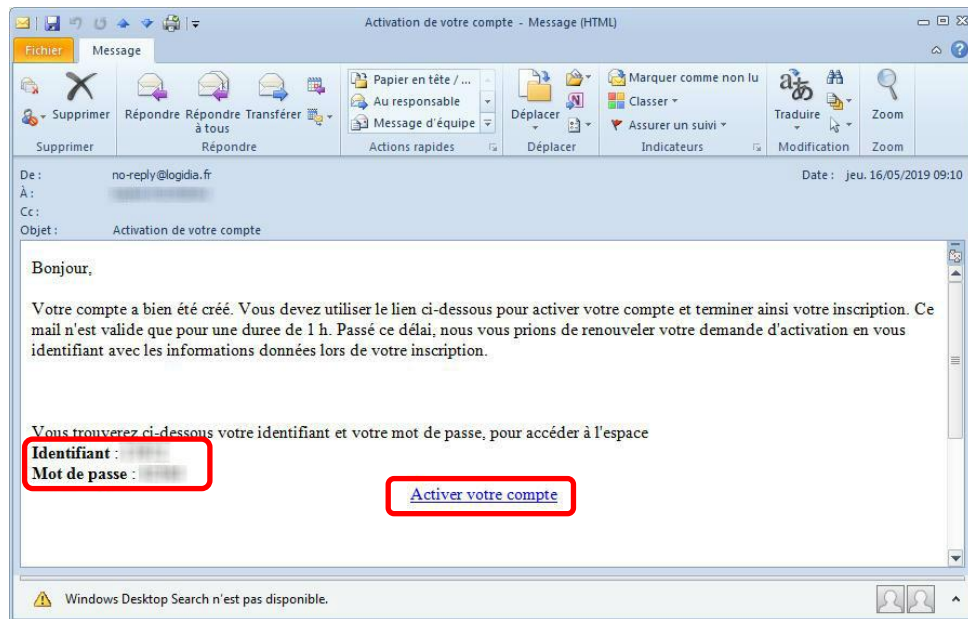 Activation de votre compte - Message (HTML)
Fichier
Message
Supprimer
Répondre
Répondre à tous
Transférer
Papier en tête / ...
Au responsable
Message d'équipe
Déplacer
Marquer comme non lu
Classer
Assurer un suivi
Traduire
Zoom
Supprimer
Répondre
Actions rapides
Déplacer
Indicateurs
Modification
Zoom
De : no-reply@logidia.fr
Date : jeu. 16/05/2019 09:10
À :
Cc :
Objet : Activation de votre compte
Bonjour,
Votre compte a bien été créé. Vous devez utiliser le lien ci-dessous pour activer votre compte et terminer ainsi votre inscription. Ce
mail n'est valide que pour une duree de 1 h. Passé ce délai, nous vous prions de renouveler votre demande d'activation en vous
identifiant avec les informations données lors de votre inscription.
Vous trouverez ci-dessous votre identifiant et votre mot de passe, pour accéder à l'espace
Identifiant :
Mot de passe :
Activer votre compte
Windows Desktop Search n'est pas disponible.